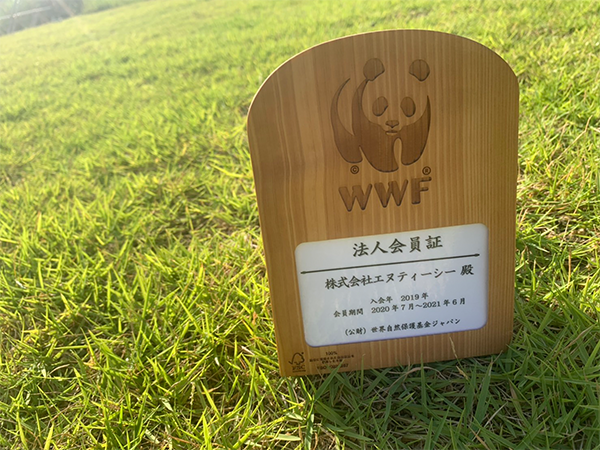 © ®
WWF
法人会員証
株式会社エヌティーシー 殿
入会年 2019年
会員期間 2020年7月〜2021年6月
(公財) 世界自然保護基金ジャパン
100%
FSC